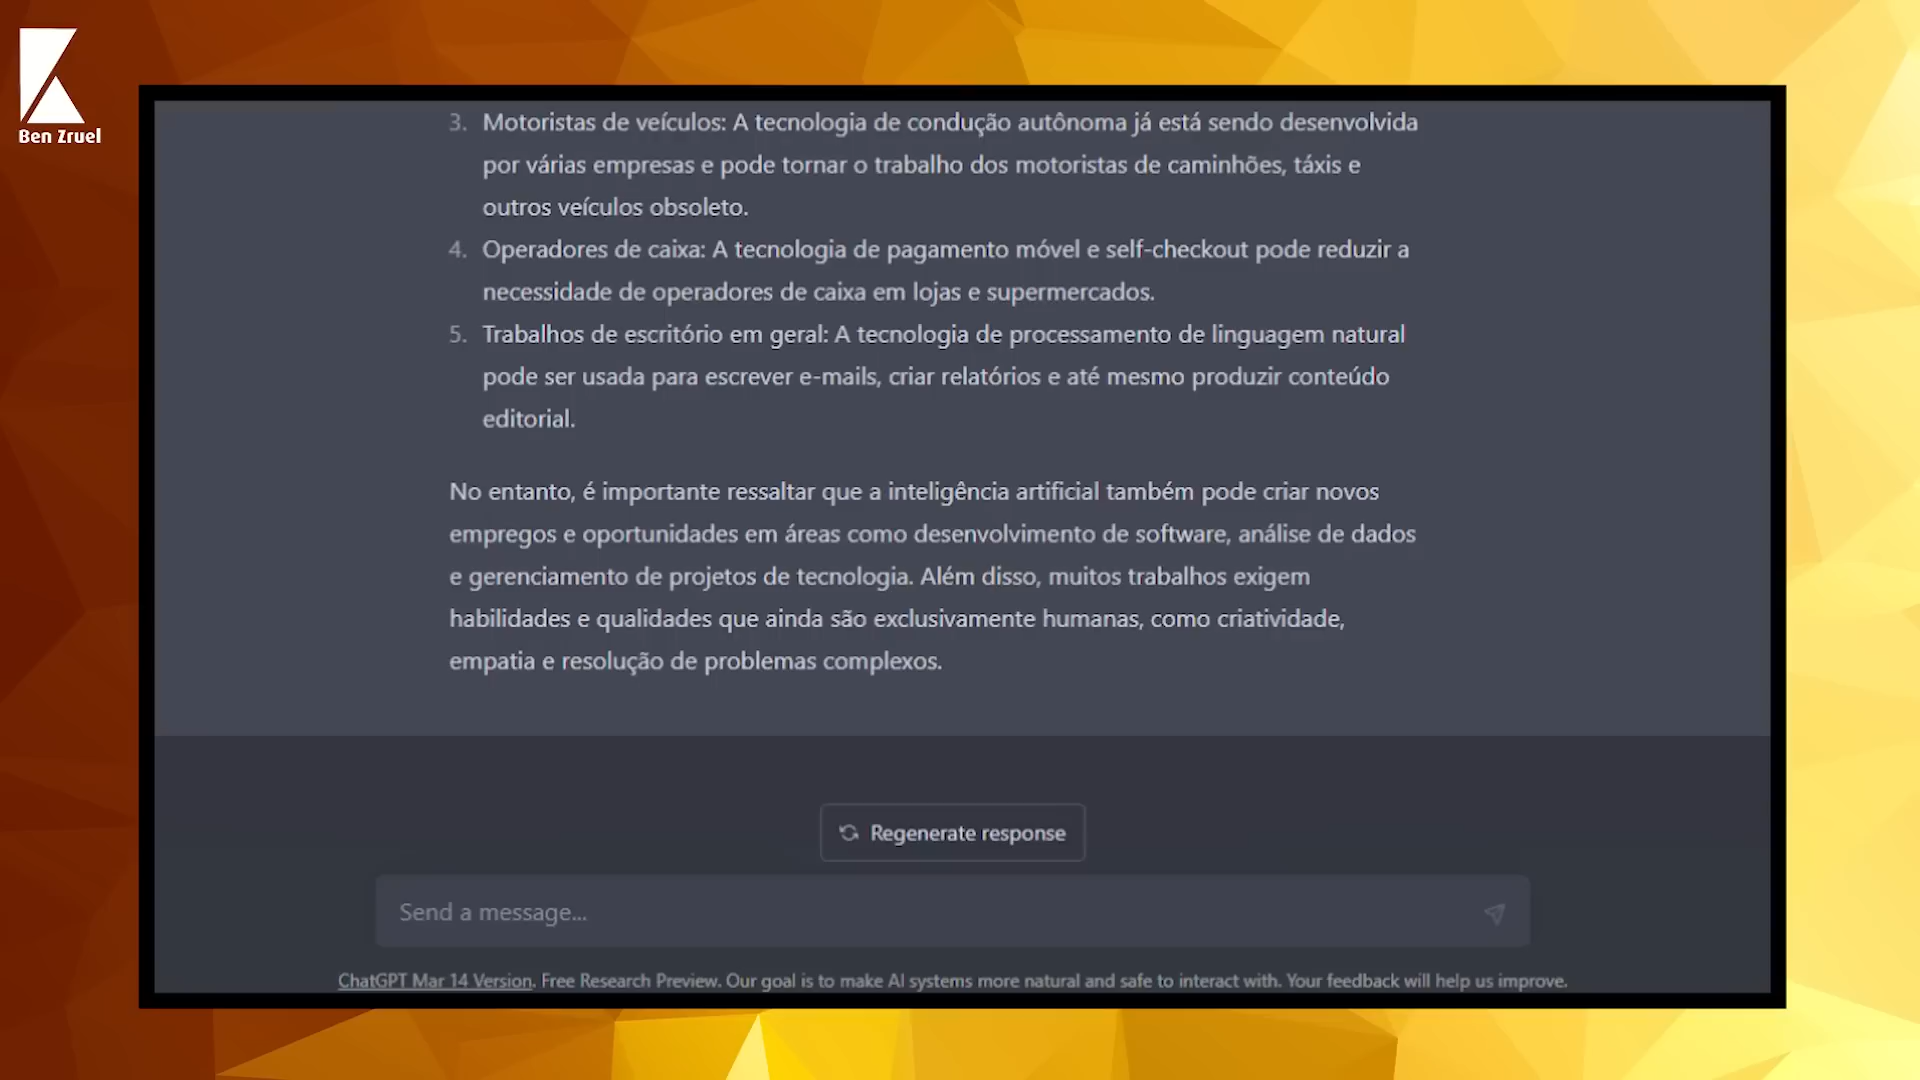 Ben Zruel
3. Motoristas de veículos: A tecnologia de condução autônoma já está sendo desenvolvida
por várias empresas e pode tornar o trabalho dos motoristas de caminhões, táxis e
outros veículos obsoleto.
4. Operadores de caixa: A tecnologia de pagamento móvel e self-checkout pode reduzir a
necessidade de operadores de caixa em lojas e supermercados.
5. Trabalhos de escritório em geral: A tecnologia de processamento de linguagem natural
pode ser usada para escrever e-mails, criar relatórios e até mesmo produzir conteúdo
editorial.
No entanto, é importante ressaltar que a inteligência artificial também pode criar novos
empregos e oportunidades em áreas como desenvolvimento de software, análise de dados
e gerenciamento de projetos de tecnologia. Além disso, muitos trabalhos exigem
habilidades e qualidades que ainda são exclusivamente humanas, como criatividade,
empatia e resolução de problemas complexos.
Regenerate response
Send a message...
ChatGPT Mar 14 Version. Free Research Preview. Our goal is to make AI systems more natural and safe to interact with. Your feedback will help us improve.